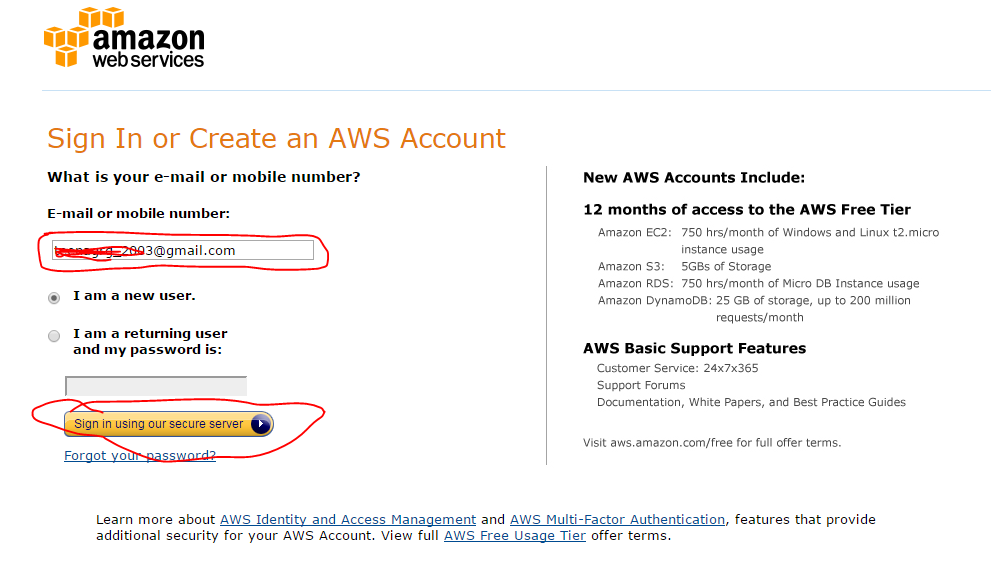 amazon
web services
Sign In or Create an AWS Account
What is your e-mail or mobile number?
E-mail or mobile number:
_2003@gmail.com
I am a new user.
I am a returning user
and my password is:
Sign in using our secure server
Forgot your password?
New AWS Accounts Include:
12 months of access to the AWS Free Tier
Amazon EC2: 750 hrs/month of Windows and Linux t2.micro
instance usage
Amazon S3: 5GBs of Storage
Amazon RDS: 750 hrs/month of Micro DB Instance usage
Amazon DynamoDB: 25 GB of storage, up to 200 million
requests/month
AWS Basic Support Features
Customer Service: 24x7x365
Support Forums
Documentation, White Papers, and Best Practice Guides
Visit aws.amazon.com/free for full offer terms.
Learn more about AWS Identity and Access Management and AWS Multi-Factor Authentication, features that provide
additional security for your AWS Account. View full AWS Free Usage Tier offer terms.